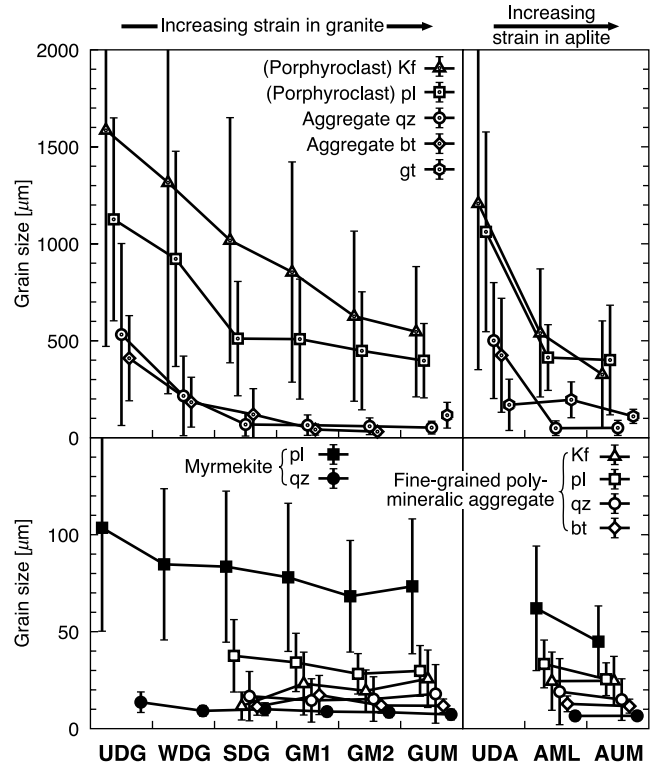 Increasing strain in granite
Increasing
strain in aplite
2000
1500
1000
500
0
Grain size [µm]
(Porphyroclast) Kf
(Porphyroclast) pl
Aggregate qz
Aggregate bt
gt
100
50
0
Grain size [µm]
Myrmekite
pl
qz
Fine-grained poly-
mineralic aggregate
Kf
pl
qz
bt
UDG WDG SDG GM1 GM2 GUM UDA AML AUM